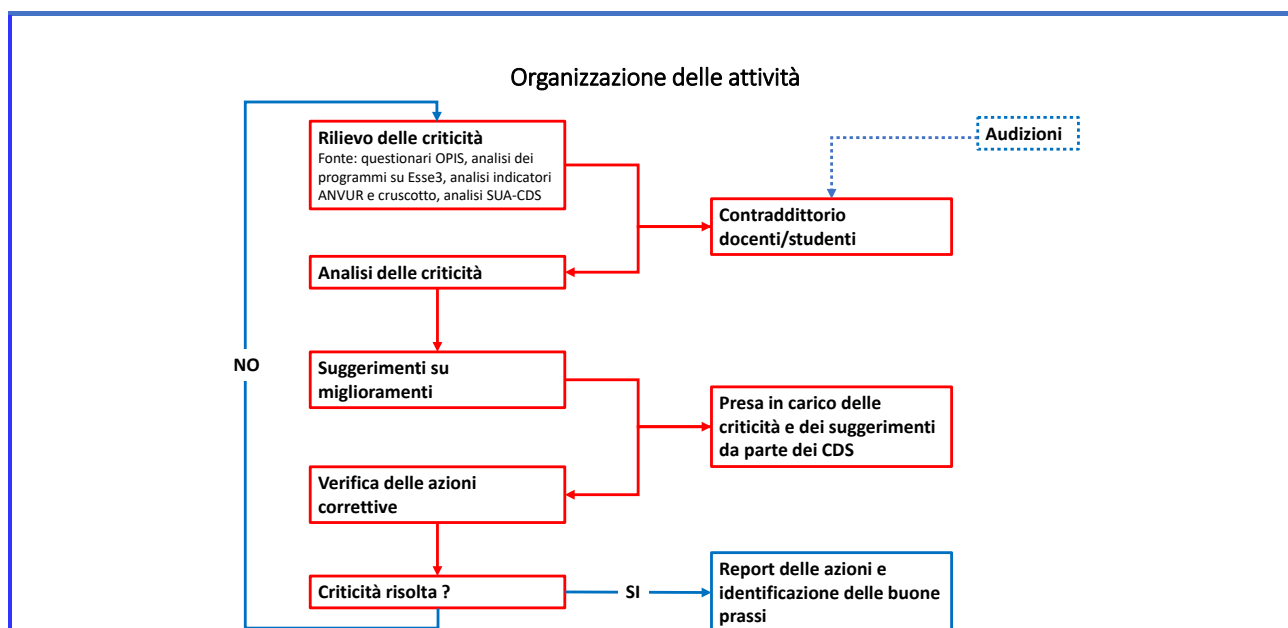 Organizzazione delle attività
Rilievo delle criticità
Fonte: questionari OPIS, analisi dei
programmi su Esse3, analisi indicatori
ANVUR e cruscotto, analisi SUA-CDS
Audizioni
Contraddittorio
docenti/studenti
Analisi delle criticità
NO
Suggerimenti su
miglioramenti
Presa in carico delle
criticità e dei suggerimenti
da parte dei CDS
Verifica delle azioni
correttive
Criticità risolta ?
SI
Report delle azioni e
identificazione delle buone
prassi